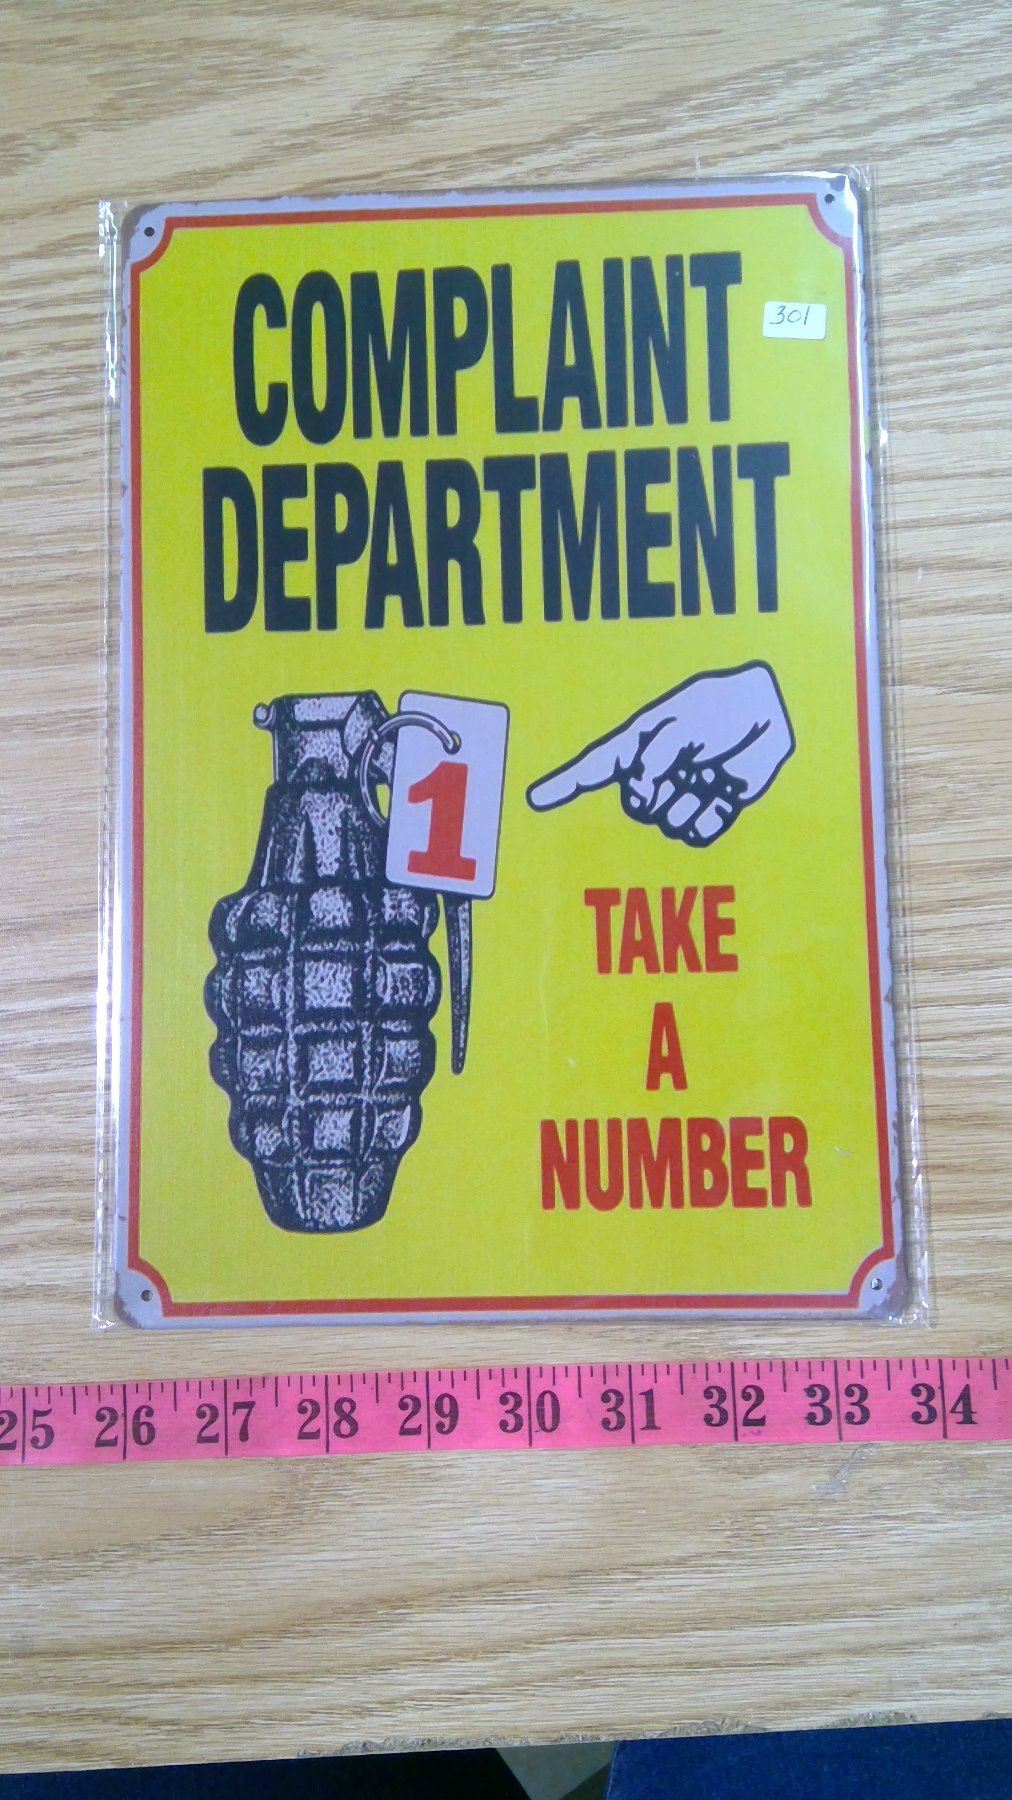 COMPLAINT
301
DEPARTMENT
1
TAKE
A
NUMBER
25 26 27 28 29 30 31 32 33 34